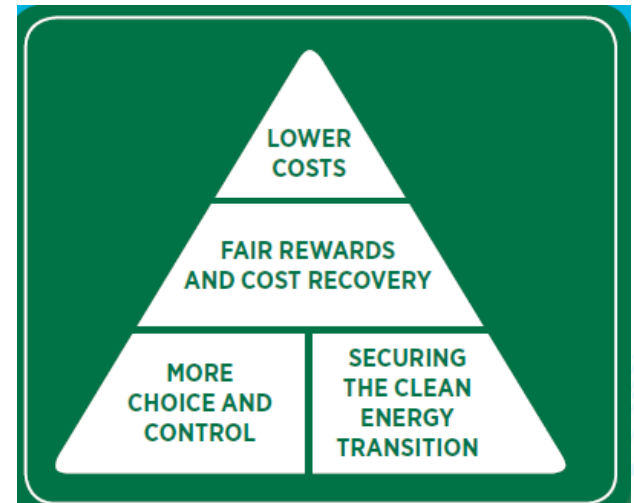 LOWER
COSTS
FAIR REWARDS
AND COST RECOVERY
MORE
CHOICE AND
CONTROL
SECURING
THE CLEAN
ENERGY
TRANSITION